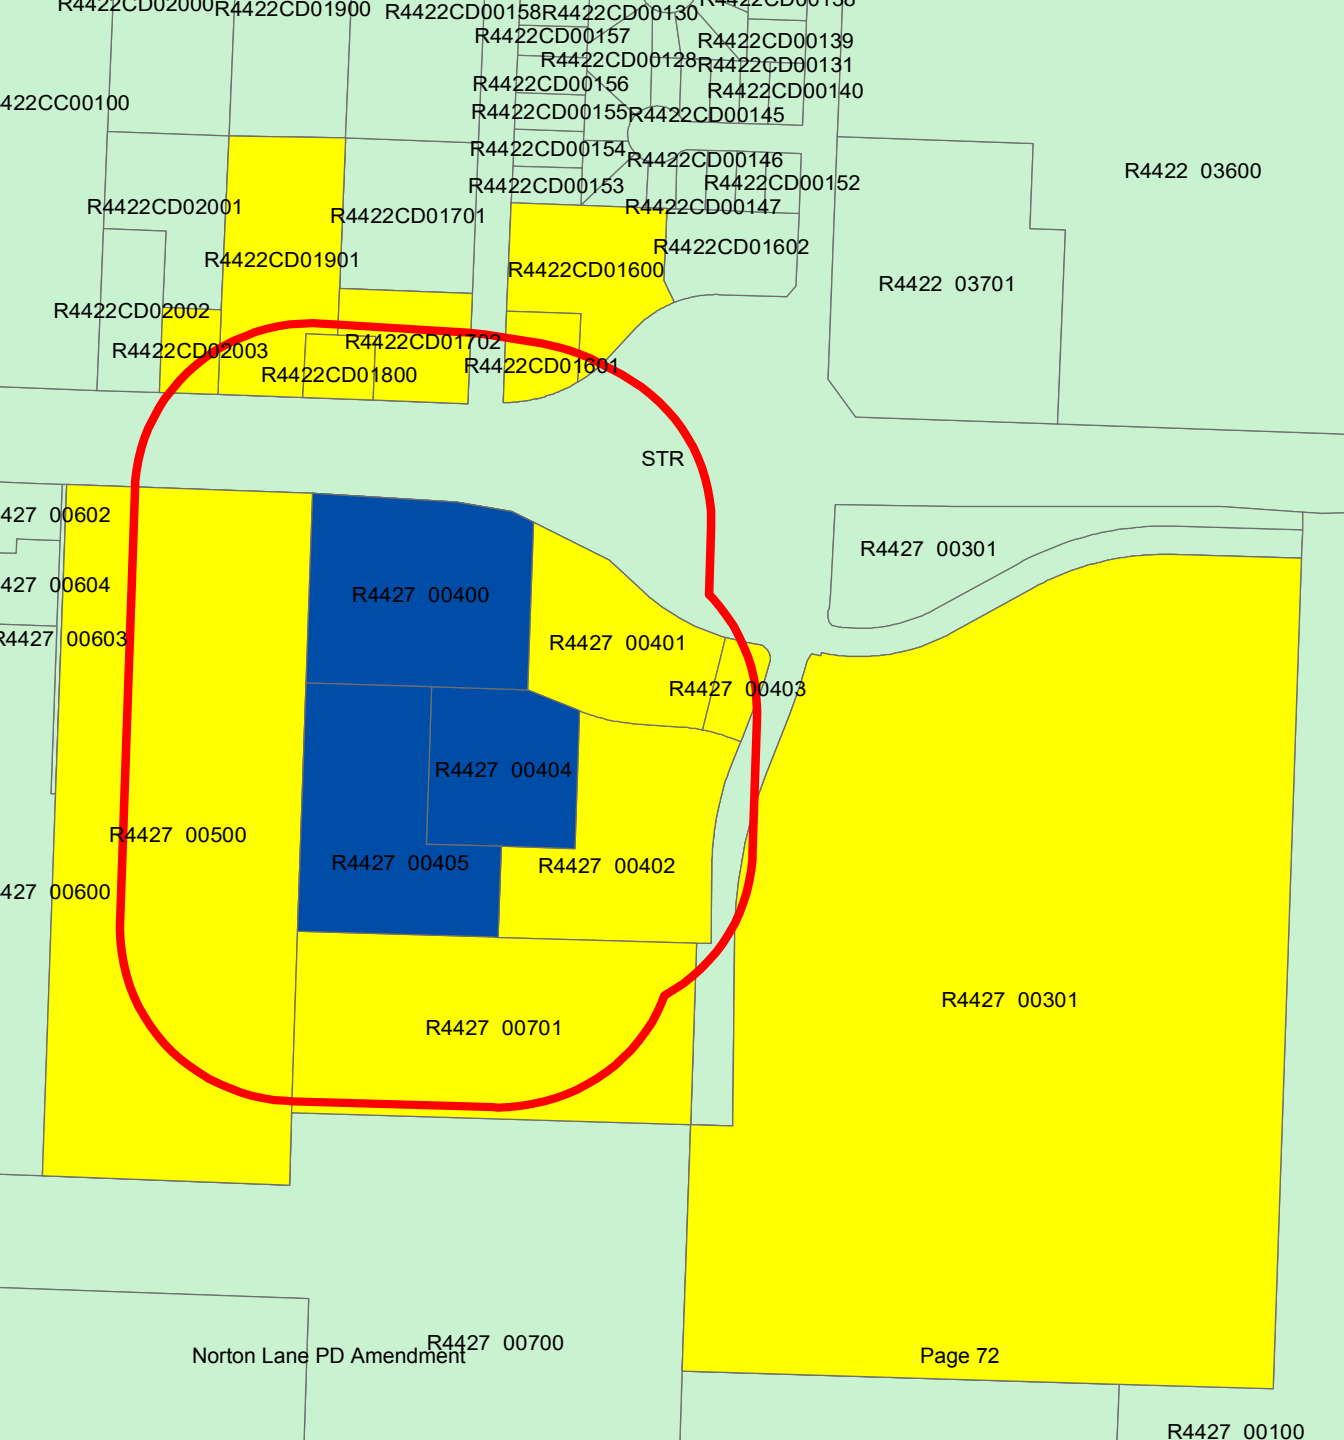 R4422CD02000
R4422CD01900
R4422CD00158
R4422CD00130
R4422CD00138
R4422CD00157
R4422CD00139
R4422CD00128
R4422CD00131
R4422CD00156
R4422CD00140
422CC00100
R4422CD00155
R4422CD00145
R4422CD00154
R4422CD00146
R4422 03600
R4422CD00153
R4422CD00152
R4422CD02001
R4422CD01701
R4422CD00147
R4422CD01602
R4422CD01901
R4422CD01600
R4422 03701
R4422CD02002
R4422CD01702
R4422CD02003
R4422CD01601
R4422CD01800
STR
427 00602
R4427 00301
427 00604
R4427 00400
R4427 00603
R4427 00401
R4427 00403
R4427 00404
R4427 00500
R4427 00405
R4427 00402
427 00600
R4427 00301
R4427 00701
R4427 00700
Norton Lane PD Amendment
Page 72
R4427 00100